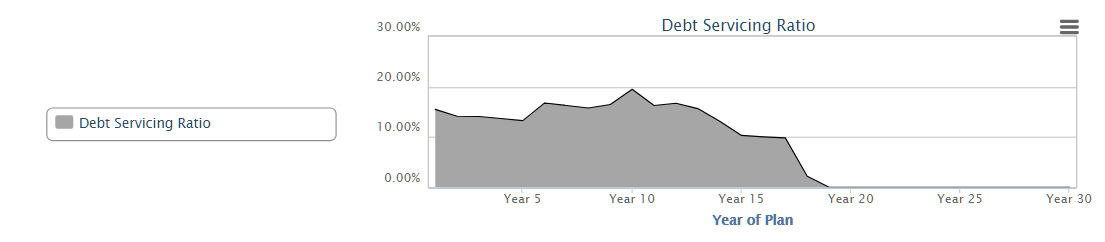 Debt Servicing Ratio
Debt Servicing Ratio
30.00%
20.00%
10.00%
0.00%
Year 5 Year 10 Year 15 Year 20 Year 25 Year 30
Year of Plan